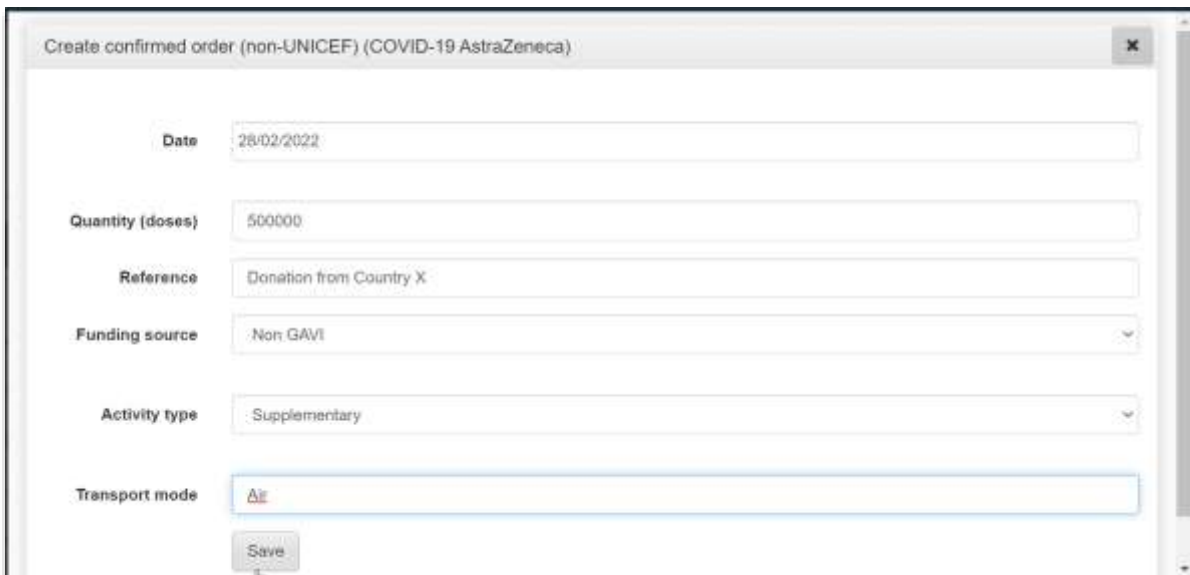 Create confirmed order (non-UNICEF) (COVID-19 AstraZeneca)
Date 28/02/2022
Quantity (doses) 500000
Reference Donation from Country X
Funding source Non GAVI
Activity type Supplementary
Transport mode Air
Save